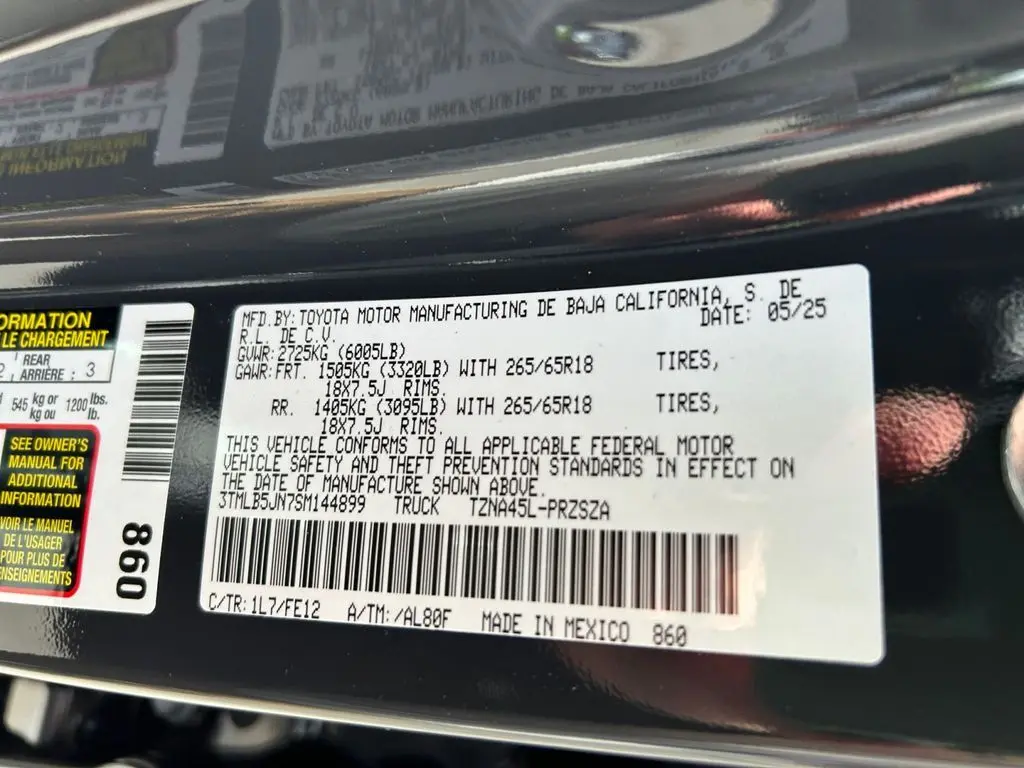 ORMATION
LE CHARGEMENT
REAR
ARRIÈRE : 3
545 kg or 1200 lbs.
kg ou lb.
SEE OWNER'S
MANUAL FOR
ADDITIONAL
INFORMATION
VOIR LE MANUEL
DE L'USAGER
POUR PLUS DE
ENSEIGNEMENTS
860
MFD.BY:TOYOTA MOTOR MANUFACTURING DE BAJA CALIFORNIA, S. DE
R.L. DE C.V. DATE: 05/25
GVWR:2725KG (6005LB)
GAWR:FRT. 1505KG (3320LB) WITH 265/65R18 TIRES,
18X7.5J RIMS.
RR. 1405KG (3095LB) WITH 265/65R18 TIRES,
18X7.5J RIMS.
THIS VEHICLE CONFORMS TO ALL APPLICABLE FEDERAL MOTOR
VEHICLE SAFETY AND THEFT PREVENTION STANDARDS IN EFFECT ON
THE DATE OF MANUFACTURE SHOWN ABOVE.
3TMLB5JN7SM144899 TRUCK TZNA45L-PRZSZA
C/TR:1L7/FE12 A/TM:/AL80F MADE IN MEXICO 860